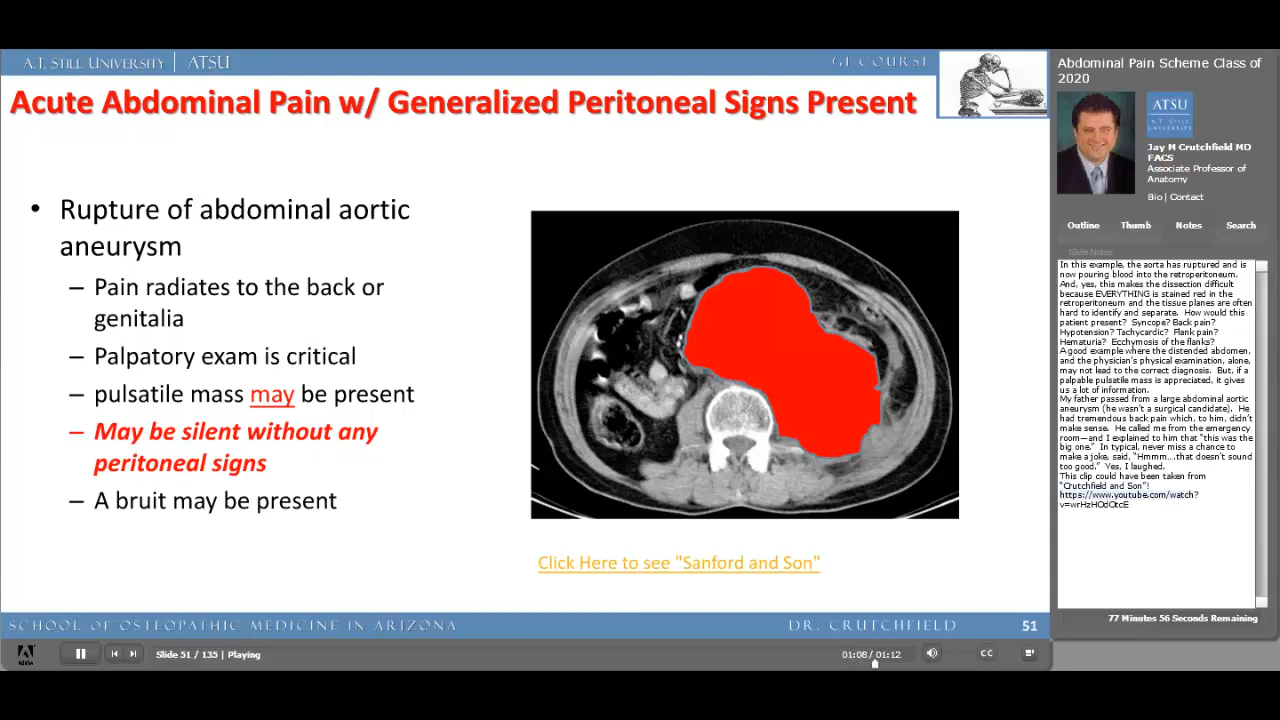 A.T. STILL UNIVERSITY | ATSU
GI COURSE
Acute Abdominal Pain w/ Generalized Peritoneal Signs Present
• Rupture of abdominal aortic
aneurysm
– Pain radiates to the back or
genitalia
– Palpatory exam is critical
– pulsatile mass may be present
– May be silent without any
peritoneal signs
– A bruit may be present
Click Here to see "Sanford and Son"
SCHOOL OF OSTEOPATHIC MEDICINE IN ARIZONA
DR. CRUTCHFIELD
51
Slide 51 / 135 | Playing
01:08 / 01:12
CC
Abdominal Pain Scheme Class of
2020
ATSU
A.T. STILL
UNIVERSITY
Jay M Crutchfield MD
FACS
Associate Professor of
Anatomy
Bio | Contact
Outline
Thumb
Notes
Search
Slide Notes
In this example, the aorta has ruptured and is
now pouring blood into the retroperitoneum.
And, yes, this makes the dissection difficult
because EVERYTHING is stained red in the
retroperitoneum and the tissue planes are often
hard to identify and separate. How would this
patient present? Syncope? Back pain?
Hypotension? Tachycardic? Flank pain?
Hematuria? Ecchymosis of the flanks?
A good example where the distended abdomen,
and the physician's physical examination, alone,
may not lead to the correct diagnosis. But, if a
palpable pulsatile mass is appreciated, it gives
us a lot of information.
My father passed from a large abdominal aortic
aneurysm (he wasn't a surgical candidate). He
had tremendous back pain which, to him, didn't
make sense. He called me from the emergency
room—and I explained to him that "this was the
big one." In typical, never miss a chance to
make a joke, said, "Hmmm...that doesn't sound
too good." Yes, I laughed.
This clip could have been taken from
"Crutchfield and Son"!
https://www.youtube.com/watch?
v=wrHzHOdOtcE
77 Minutes 56 Seconds Remaining